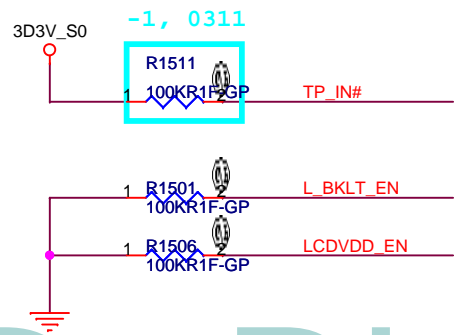 -1, 0311
3D3V_S0
R1511
1 100KR1F-GP 2 TP_IN#
1 R1501 2 L_BKLT_EN
100KR1F-GP
1 R1506 2 LCDVDD_EN
100KR1F-GP